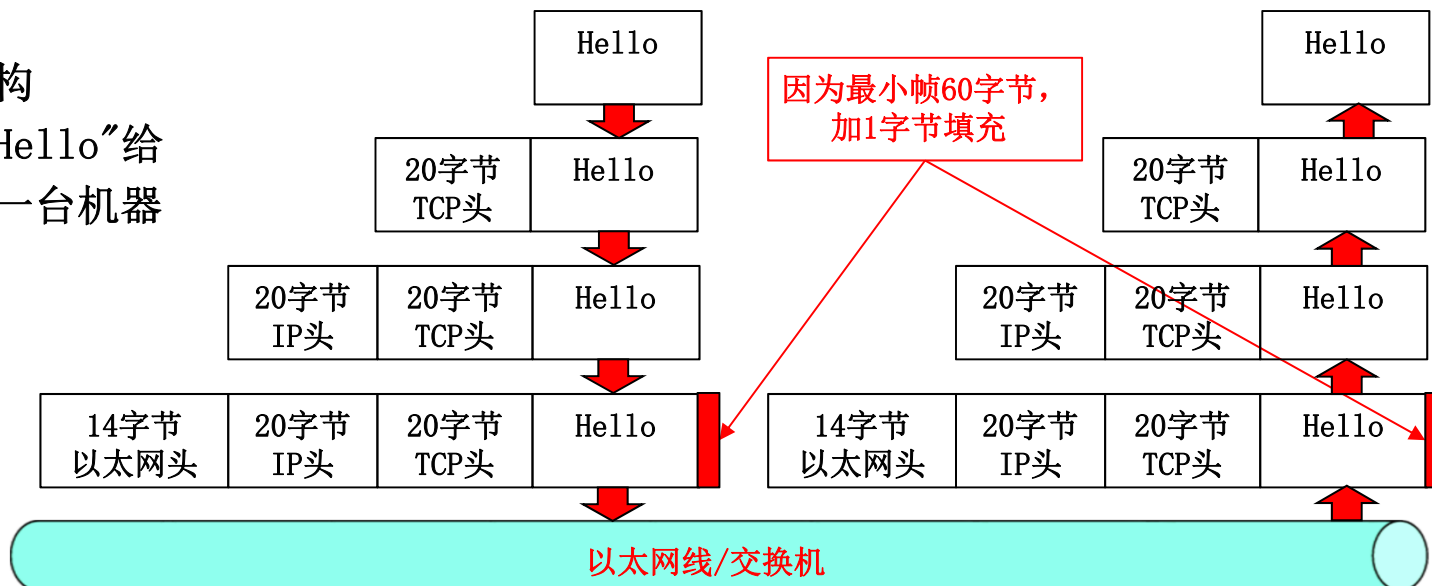 构
Hello"给
一台机器
Hello
20字节
TCP头
Hello
20字节
IP头
20字节
TCP头
Hello
14字节
以太网头
20字节
IP头
20字节
TCP头
Hello
因为最小帧60字节，
加1字节填充
Hello
20字节
TCP头
Hello
20字节
IP头
20字节
TCP头
Hello
14字节
以太网头
20字节
IP头
20字节
TCP头
Hello
以太网线/交换机